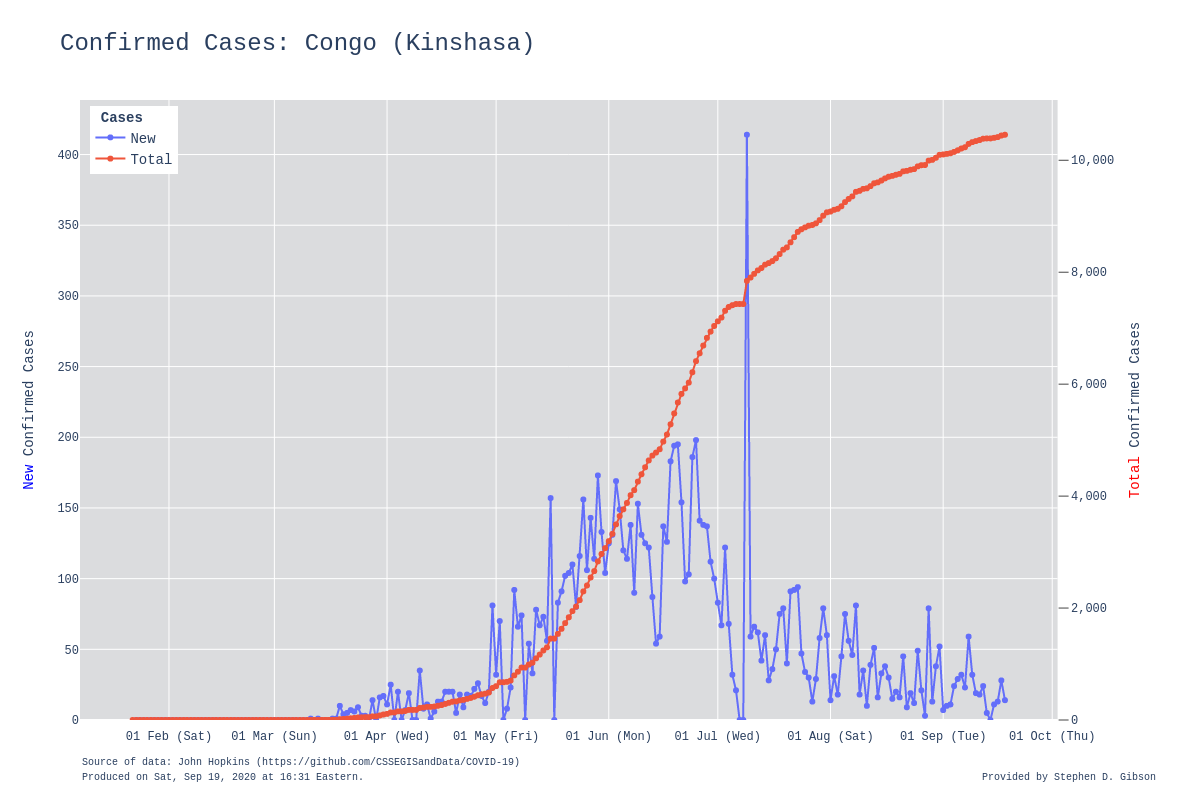 Confirmed Cases: Congo (Kinshasa)
Cases
New
Total
400
350
300
250
200
150
100
50
0
10,000
8,000
6,000
4,000
2,000
0
New Confirmed Cases
Total Confirmed Cases
01 Feb (Sat) 01 Mar (Sun) 01 Apr (Wed) 01 May (Fri) 01 Jun (Mon) 01 Jul (Wed) 01 Aug (Sat) 01 Sep (Tue) 01 Oct (Thu)
Source of data: John Hopkins (https://github.com/CSSEGISandData/COVID-19)
Produced on Sat, Sep 19, 2020 at 16:31 Eastern.
Provided by Stephen D. Gibson